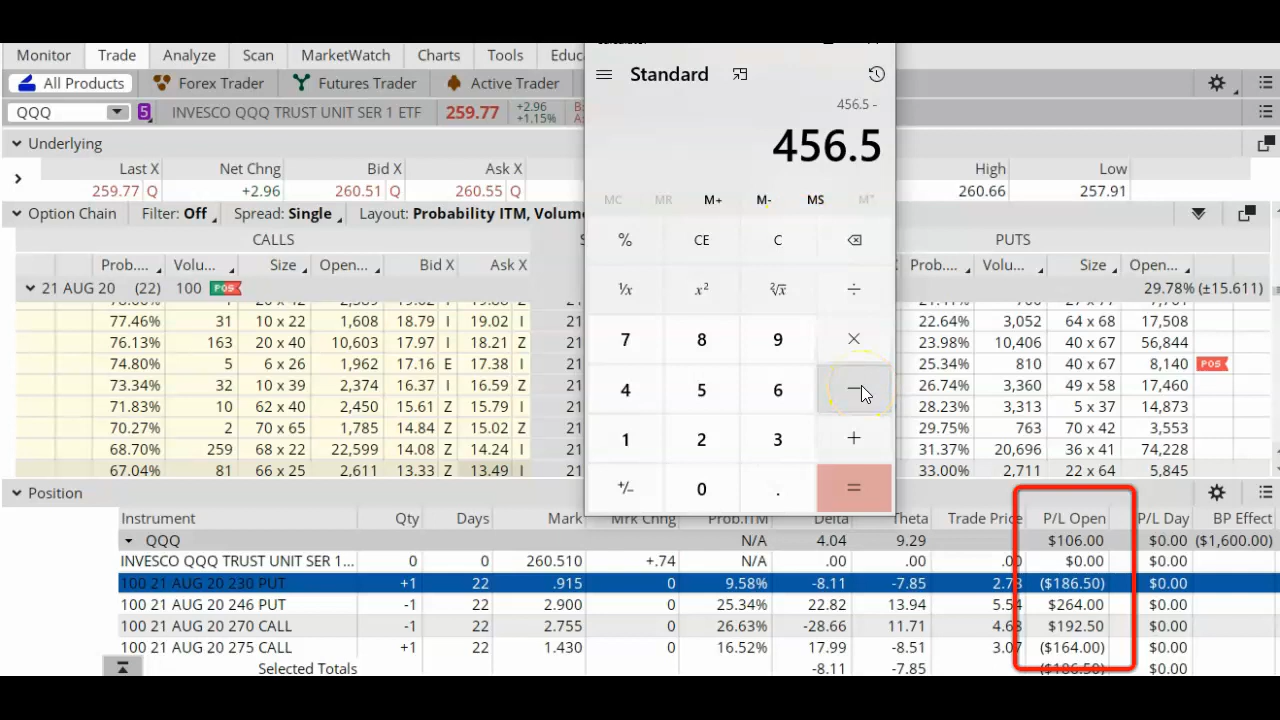 Monitor Trade Analyze Scan MarketWatch Charts Tools
All Products Forex Trader Futures Trader Active Trader
QQQ 5 INVESCO QQQ TRUST UNIT SER 1 ETF 259.77 +2.96 +1.15%
Underlying
Last X Net Chng Bid X Ask X High Low
259.77 Q +2.96 260.51 Q 260.55 Q 260.66 257.91
Option Chain Filter: Off Spread: Single Layout: Probability ITM,
CALLS PUTS
Prob.... Volu... Size Open... Bid X Ask X Prob.... Volu... Size Open...
21 AUG 20 (22) 100 POS 29.78% (±15.611)
77.46% 31 10 x 22 1,608 18.79 I 19.02 I 21 22.64% 3,052 64 x 68 17,508
76.13% 163 20 x 40 10,603 17.97 I 18.21 Z 21 23.98% 10,406 40 x 67 56,844
74.80% 5 6 x 26 1,962 17.16 E 17.38 I 21 25.34% 810 40 x 67 8,140 POS
73.34% 32 10 x 39 2,374 16.37 I 16.59 Z 21 26.74% 3,360 49 x 58 17,460
71.83% 10 62 x 40 2,450 15.61 Z 15.79 I 21 28.23% 3,313 5 x 37 14,873
70.27% 2 70 x 65 1,785 14.84 Z 15.02 Z 21 29.75% 763 70 x 42 3,553
68.70% 259 68 x 68 22,599 14.08 Z 14.24 I 21 31.37% 20,696 36 x 41 74,228
67.04% 81 66 x 25 2,611 13.33 Z 13.49 I 21 33.00% 2,711 22 x 64 5,845
Standard
456.5 -
456.5
MC MR M+ M- MS
% CE C
¹/x x² ²√x ÷
7 8 9 ×
4 5 6 −
1 2 3 +
+/− 0 . =
Position
Instrument Qty Days Mark Mrk Chng Prob.ITM Delta Theta Trade Price P/L Open P/L Day BP Effect
QQQ N/A 4.04 9.29 $106.00 $0.00 ($1,600.00)
INVESCO QQQ TRUST UNIT SER 1... 0 0 260.510 +.74 N/A .00 .00 .00 $0.00 $0.00
100 21 AUG 20 230 PUT +1 22 .915 0 9.58% -8.11 -7.85 2.78 ($186.50) $0.00
100 21 AUG 20 246 PUT -1 22 2.900 0 25.34% 22.82 13.94 5.54 $264.00 $0.00
100 21 AUG 20 270 CALL -1 22 2.755 0 26.63% -28.66 11.71 4.68 $192.50 $0.00
100 21 AUG 20 275 CALL +1 22 1.430 0 16.52% 17.99 -8.51 3.07 ($164.00) $0.00
Selected Totals -8.11 -7.85 ($186.50) $0.00